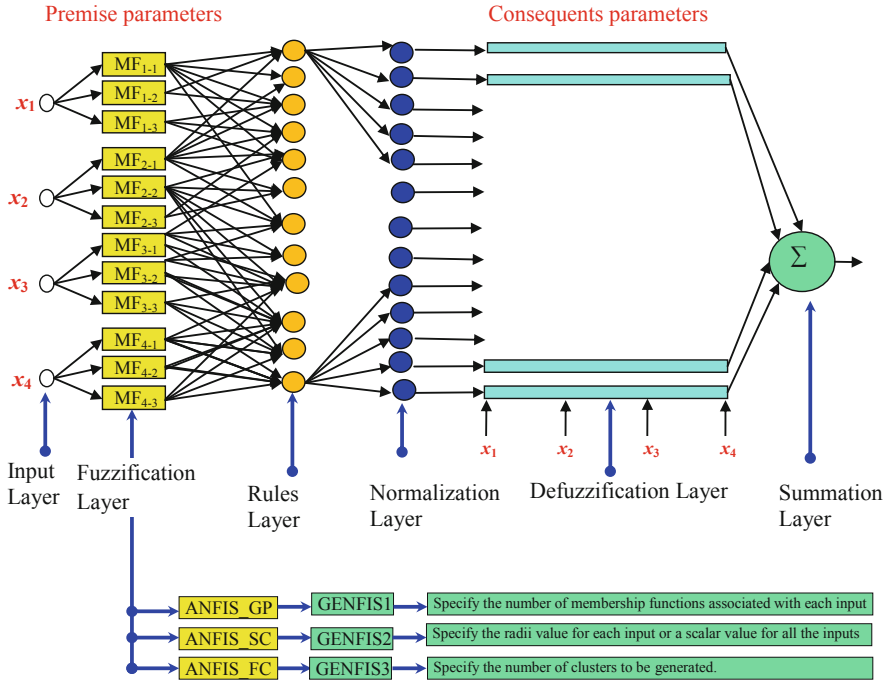 Premise parameters
Consequents parameters
x1
x2
x3
x4
MF1-1
MF1-2
MF1-3
MF2-1
MF2-2
MF2-3
MF3-1
MF3-2
MF3-3
MF4-1
MF4-2
MF4-3
Σ
x1
x2
x3
x4
Input
Layer
Fuzzification
Layer
Rules
Layer
Normalization
Layer
Defuzzification Layer
Summation
Layer
ANFIS_GP
GENFIS1
Specify the number of membership functions associated with each input
ANFIS_SC
GENFIS2
Specify the radii value for each input or a scalar value for all the inputs
ANFIS_FC
GENFIS3
Specify the number of clusters to be generated.